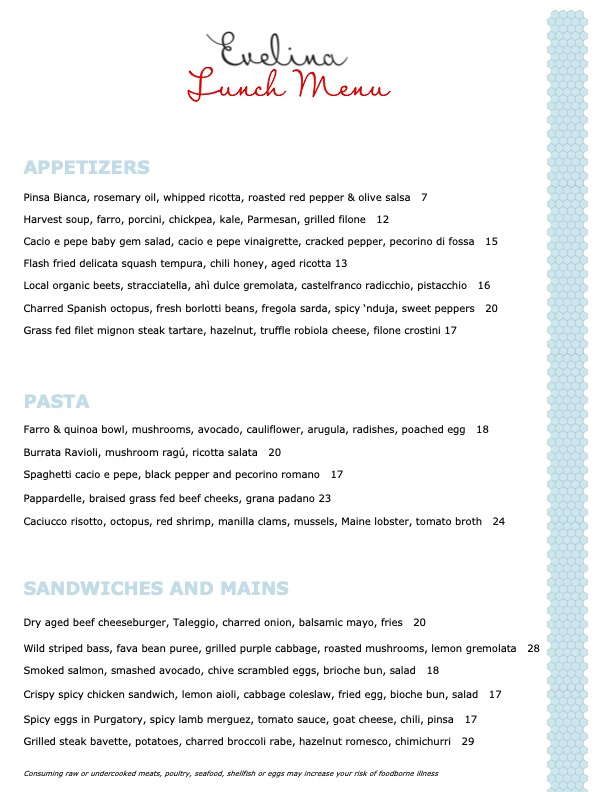 Evelina
Lunch Menu
APPETIZERS
Pinsa Bianca, rosemary oil, whipped ricotta, roasted red pepper & olive salsa 7
Harvest soup, farro, porcini, chickpea, kale, Parmesan, grilled filone 12
Cacio e pepe baby gem salad, cacio e pepe vinaigrette, cracked pepper, pecorino di fossa 15
Flash fried delicata squash tempura, chili honey, aged ricotta 13
Local organic beets, stracciatella, ahì dulce gremolata, castelfranco radicchio, pistacchio 16
Charred Spanish octopus, fresh borlotti beans, fregola sarda, spicy ‘nduja, sweet peppers 20
Grass fed filet mignon steak tartare, hazelnut, truffle robiola cheese, filone crostini 17
PASTA
Farro & quinoa bowl, mushrooms, avocado, cauliflower, arugula, radishes, poached egg 18
Burrata Ravioli, mushroom ragú, ricotta salata 20
Spaghetti cacio e pepe, black pepper and pecorino romano 17
Pappardelle, braised grass fed beef cheeks, grana padano 23
Caciucco risotto, octopus, red shrimp, manilla clams, mussels, Maine lobster, tomato broth 24
SANDWICHES AND MAINS
Dry aged beef cheeseburger, Taleggio, charred onion, balsamic mayo, fries 20
Wild striped bass, fava bean puree, grilled purple cabbage, roasted mushrooms, lemon gremolata 28
Smoked salmon, smashed avocado, chive scrambled eggs, brioche bun, salad 18
Crispy spicy chicken sandwich, lemon aioli, cabbage coleslaw, fried egg, bioche bun, salad 17
Spicy eggs in Purgatory, spicy lamb merguez, tomato sauce, goat cheese, chili, pinsa 17
Grilled steak bavette, potatoes, charred broccoli rabe, hazelnut romesco, chimichurri 29
Consuming raw or undercooked meats, poultry, seafood, shellfish or eggs may increase your risk of foodborne illness